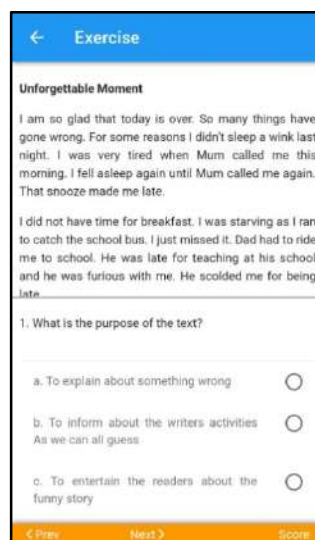 Exercise
Unforgettable Moment
I am so glad that today is over. So many things have
gone wrong. For some reasons I didn't sleep a wink last
night. I was very tired when Mum called me this
morning. I fell asleep again until Mum called me again.
That snooze made me late.
I did not have time for breakfast. I was starving as I ran
to catch the school bus. I just missed it. Dad had to ride
me to school. He was late for teaching at his school
and he was furious with me. He scolded me for being
late
1. What is the purpose of the text?
a. To explain about something wrong
b. To inform about the writers activities
As we can all guess
c. To entertain the readers about the
funny story
< Prev Next > Score